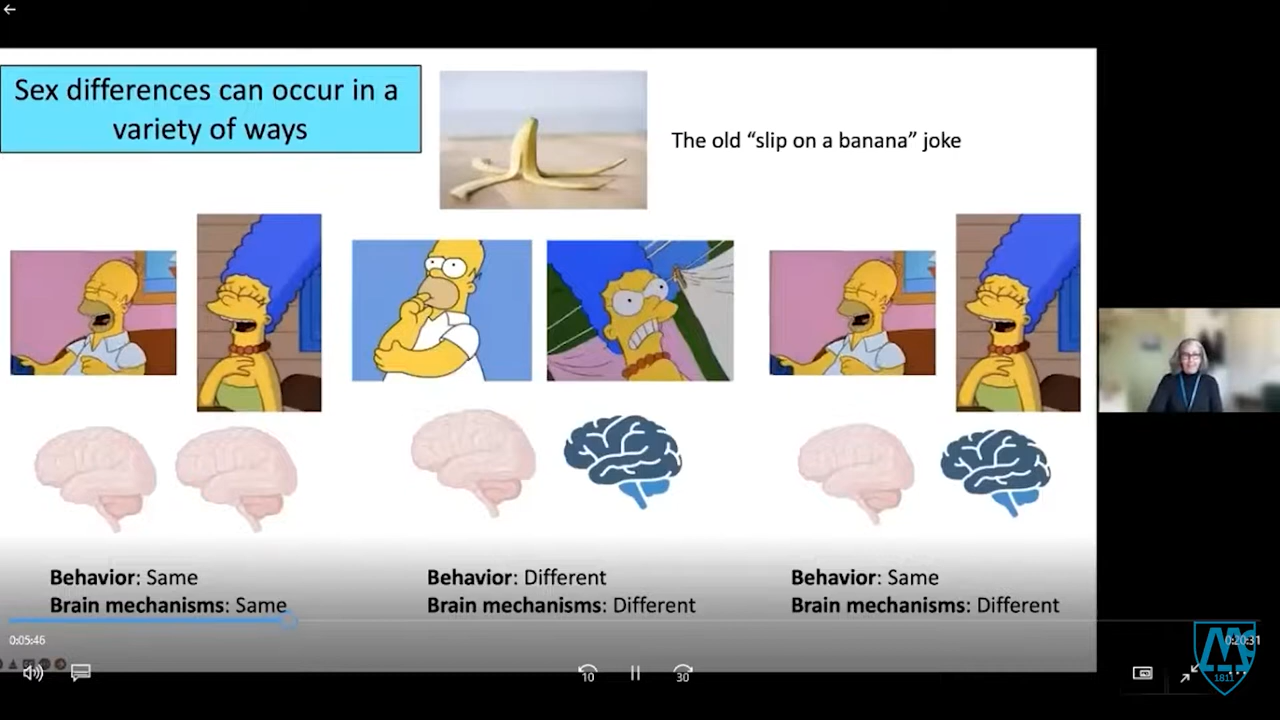 Sex differences can occur in a
variety of ways
The old “slip on a banana” joke
Behavior: Same
Brain mechanisms: Same
Behavior: Different
Brain mechanisms: Different
Behavior: Same
Brain mechanisms: Different
0:05:46
0:20:31
10
30
1811